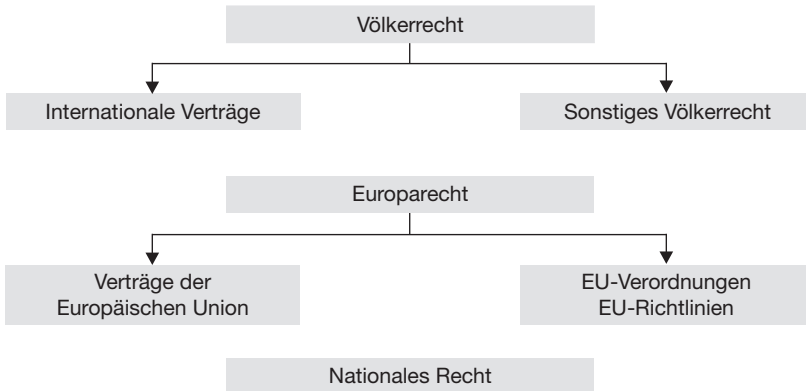 Völkerrecht
Internationale Verträge
Sonstiges Völkerrecht
Europarecht
Verträge der
Europäischen Union
EU-Verordnungen
EU-Richtlinien
Nationales Recht